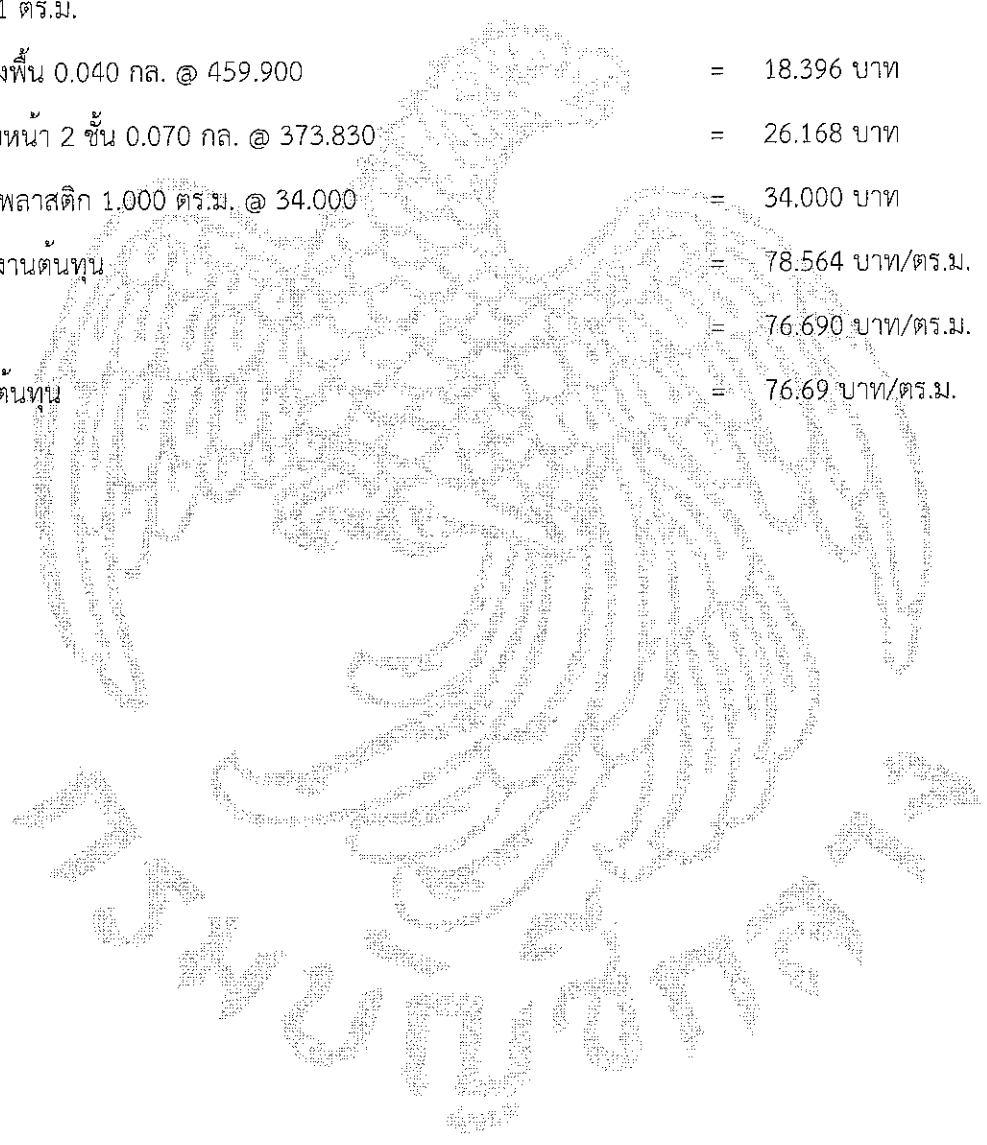 1 ตร.ม.
งพื้น 0.040 กล. @ 459.900 = 18.396 บาท
งหน้า 2 ชั้น 0.070 กล. @ 373.830 = 26.168 บาท
พลาสติก 1.000 ตร.ม. @ 34.000 = 34.000 บาท
งานต้นทุน = 78.564 บาท/ตร.ม.
= 76.690 บาท/ตร.ม.
ต้นทุน = 76.69 บาท/ตร.ม.